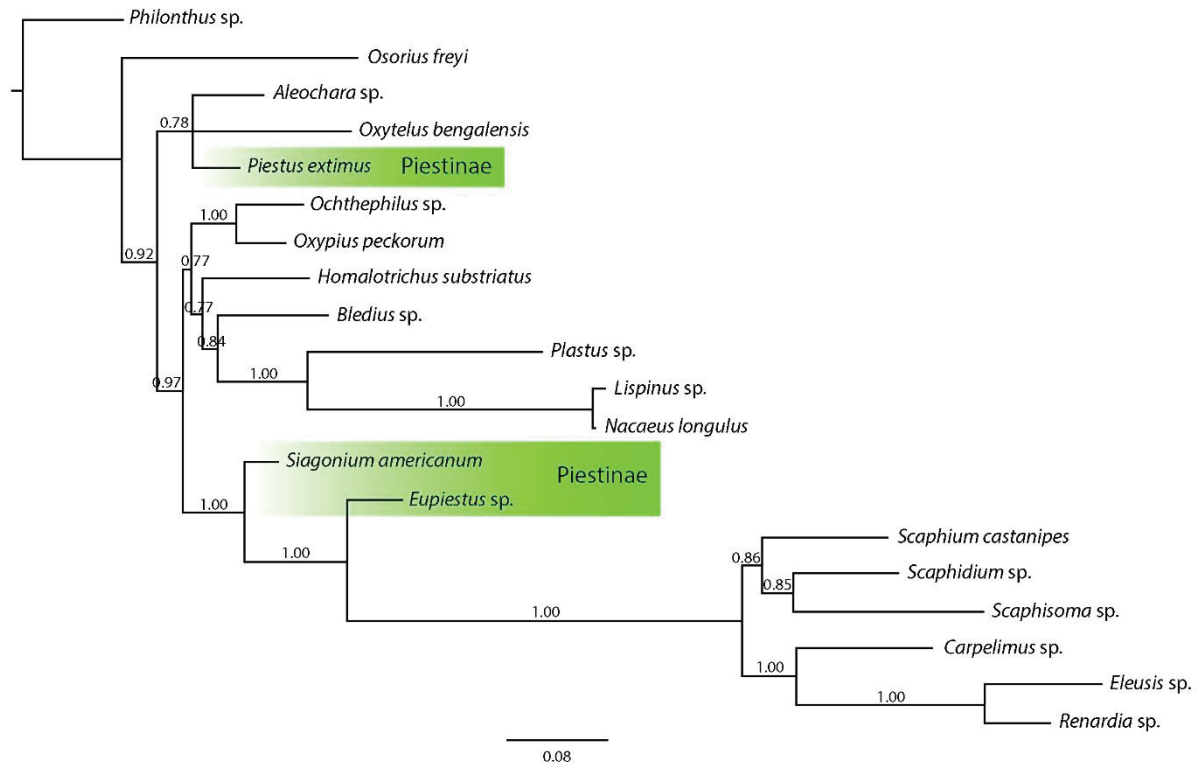 Philonthus sp.
Osorius freyi
Aleochara sp.
0.78
Oxytelus bengalensis
Piestus extimus Piestinae
Ochthephilus sp.
1.00
Oxypius peckorum
0.92
0.77
Homalotrichus substriatus
0.77
Bledius sp.
0.84
Plastus sp.
1.00
0.97
Lispinus sp.
1.00
Nacaeus longulus
Siagonium americanum
Piestinae
Eupiestus sp.
1.00
Scaphium castanipes
1.00
0.86
Scaphidium sp.
0.85
Scaphisoma sp.
1.00
Carpelimus sp.
1.00
Eleusis sp.
1.00
Renardia sp.
0.08